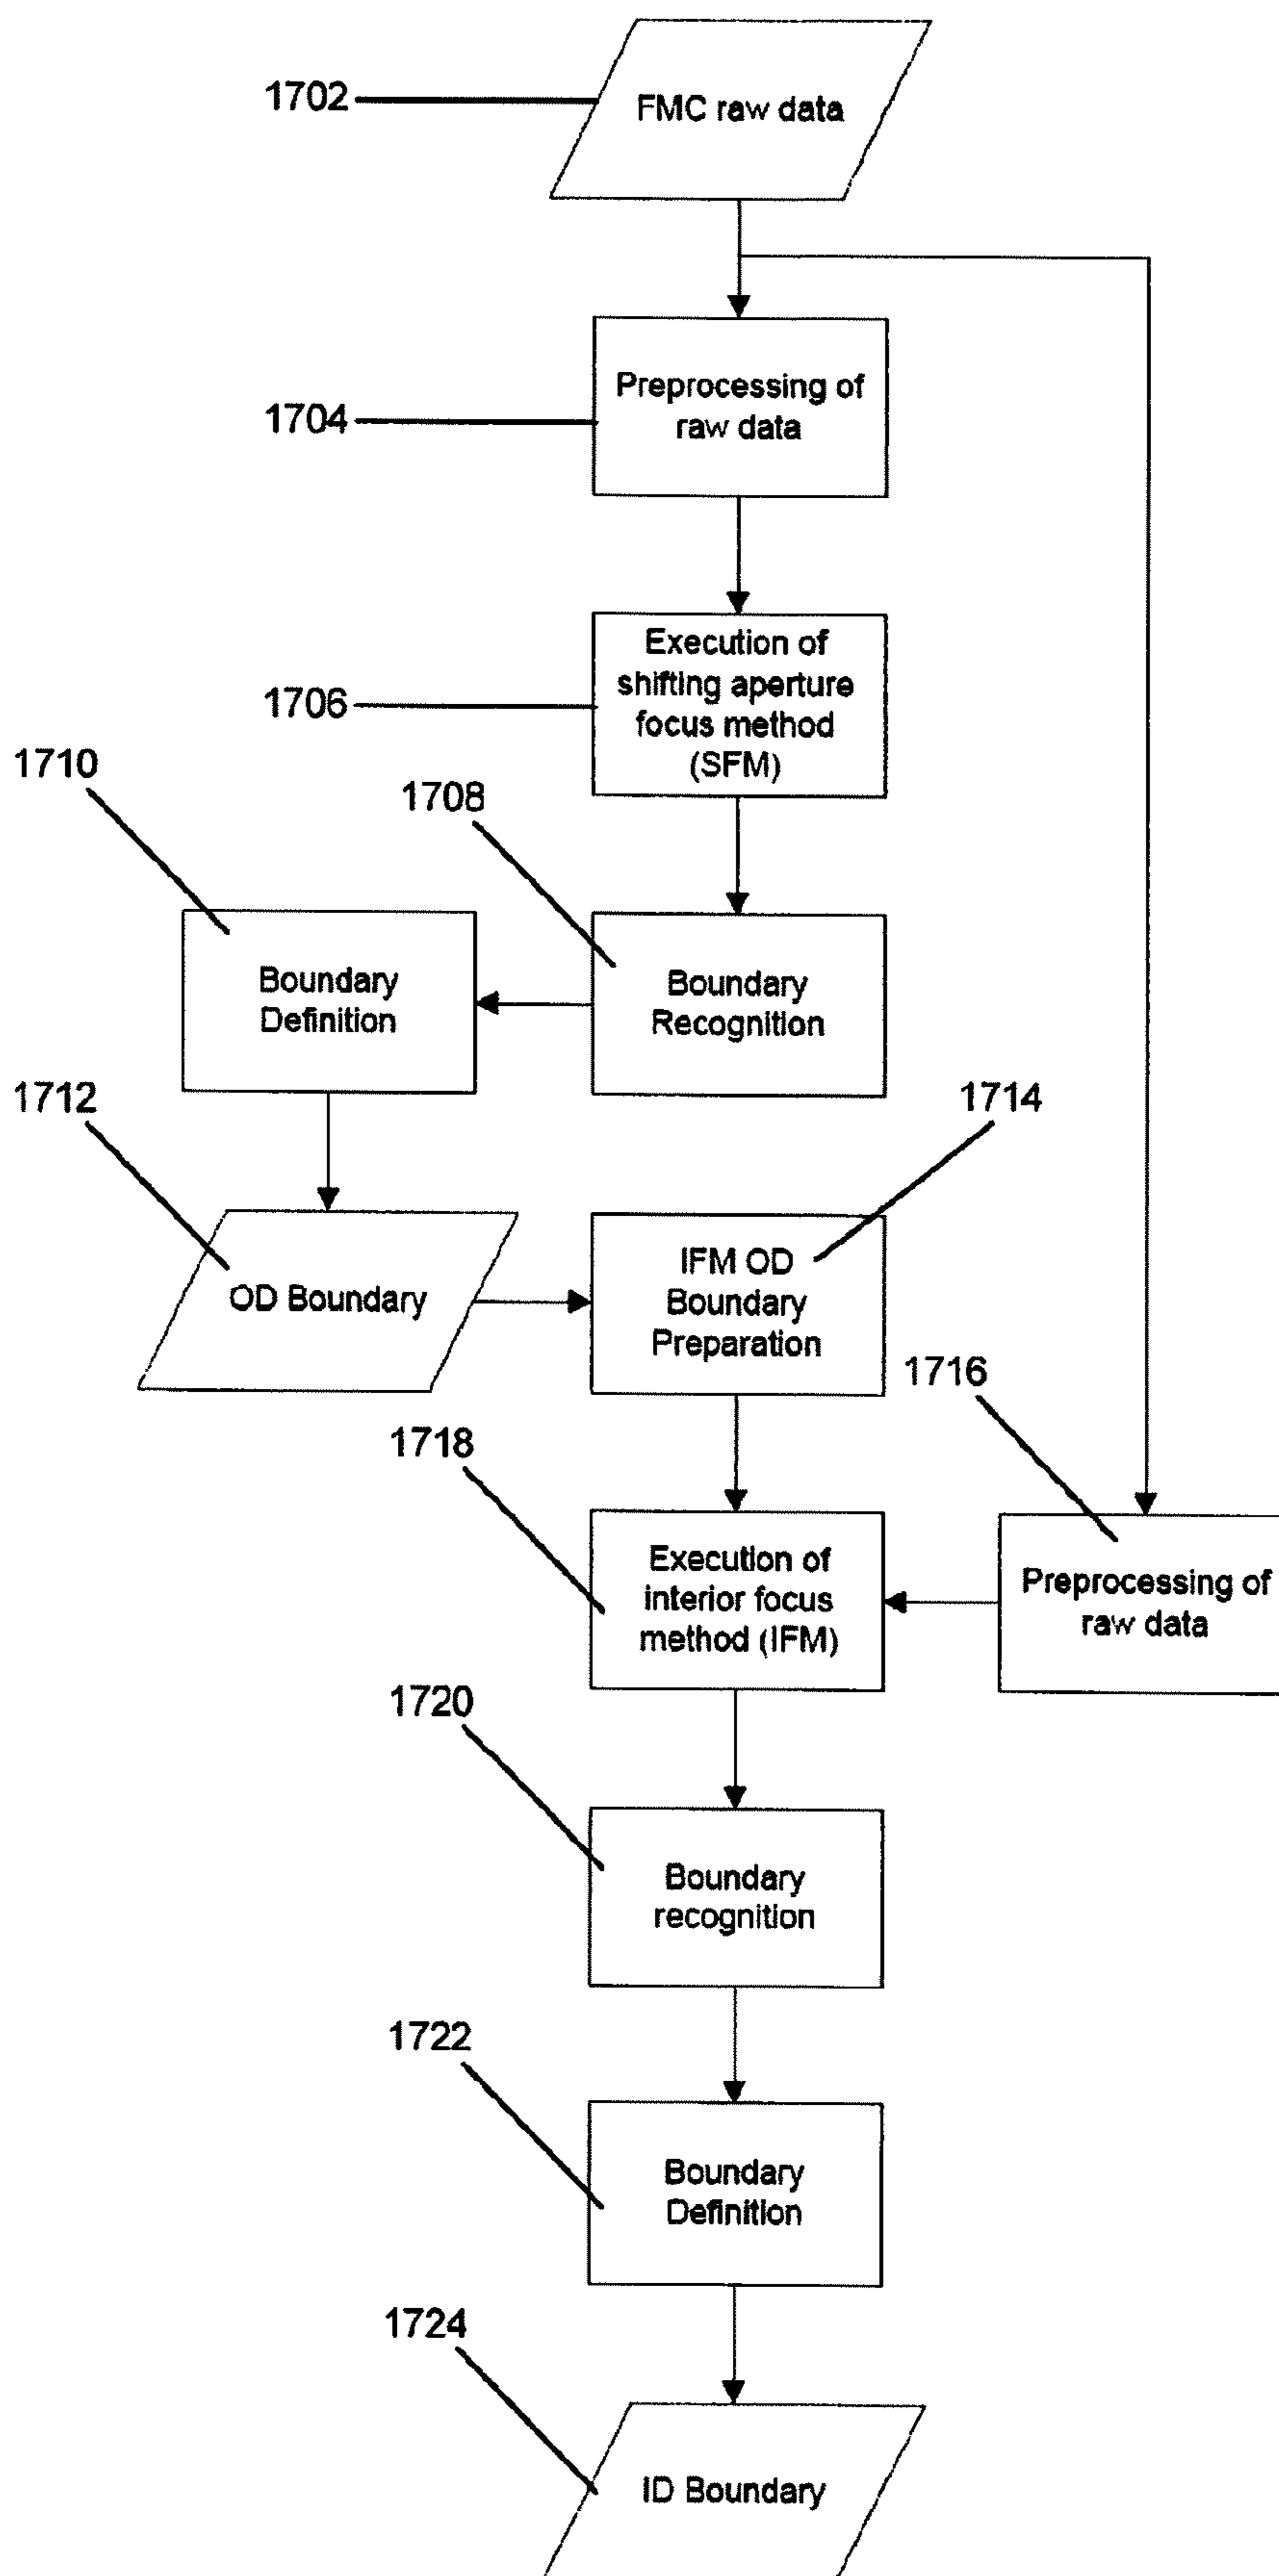 1702
FMC raw data
1704
Preprocessing of
raw data
1706
Execution of
shifting aperture
focus method
(SFM)
1710
1708
Boundary
Definition
Boundary
Recognition
1712
1714
OD Boundary
IFM OD
Boundary
Preparation
1716
1718
Execution of
interior focus
method (IFM)
Preprocessing of
raw data
1720
Boundary
recognition
1722
Boundary
Definition
1724
ID Boundary